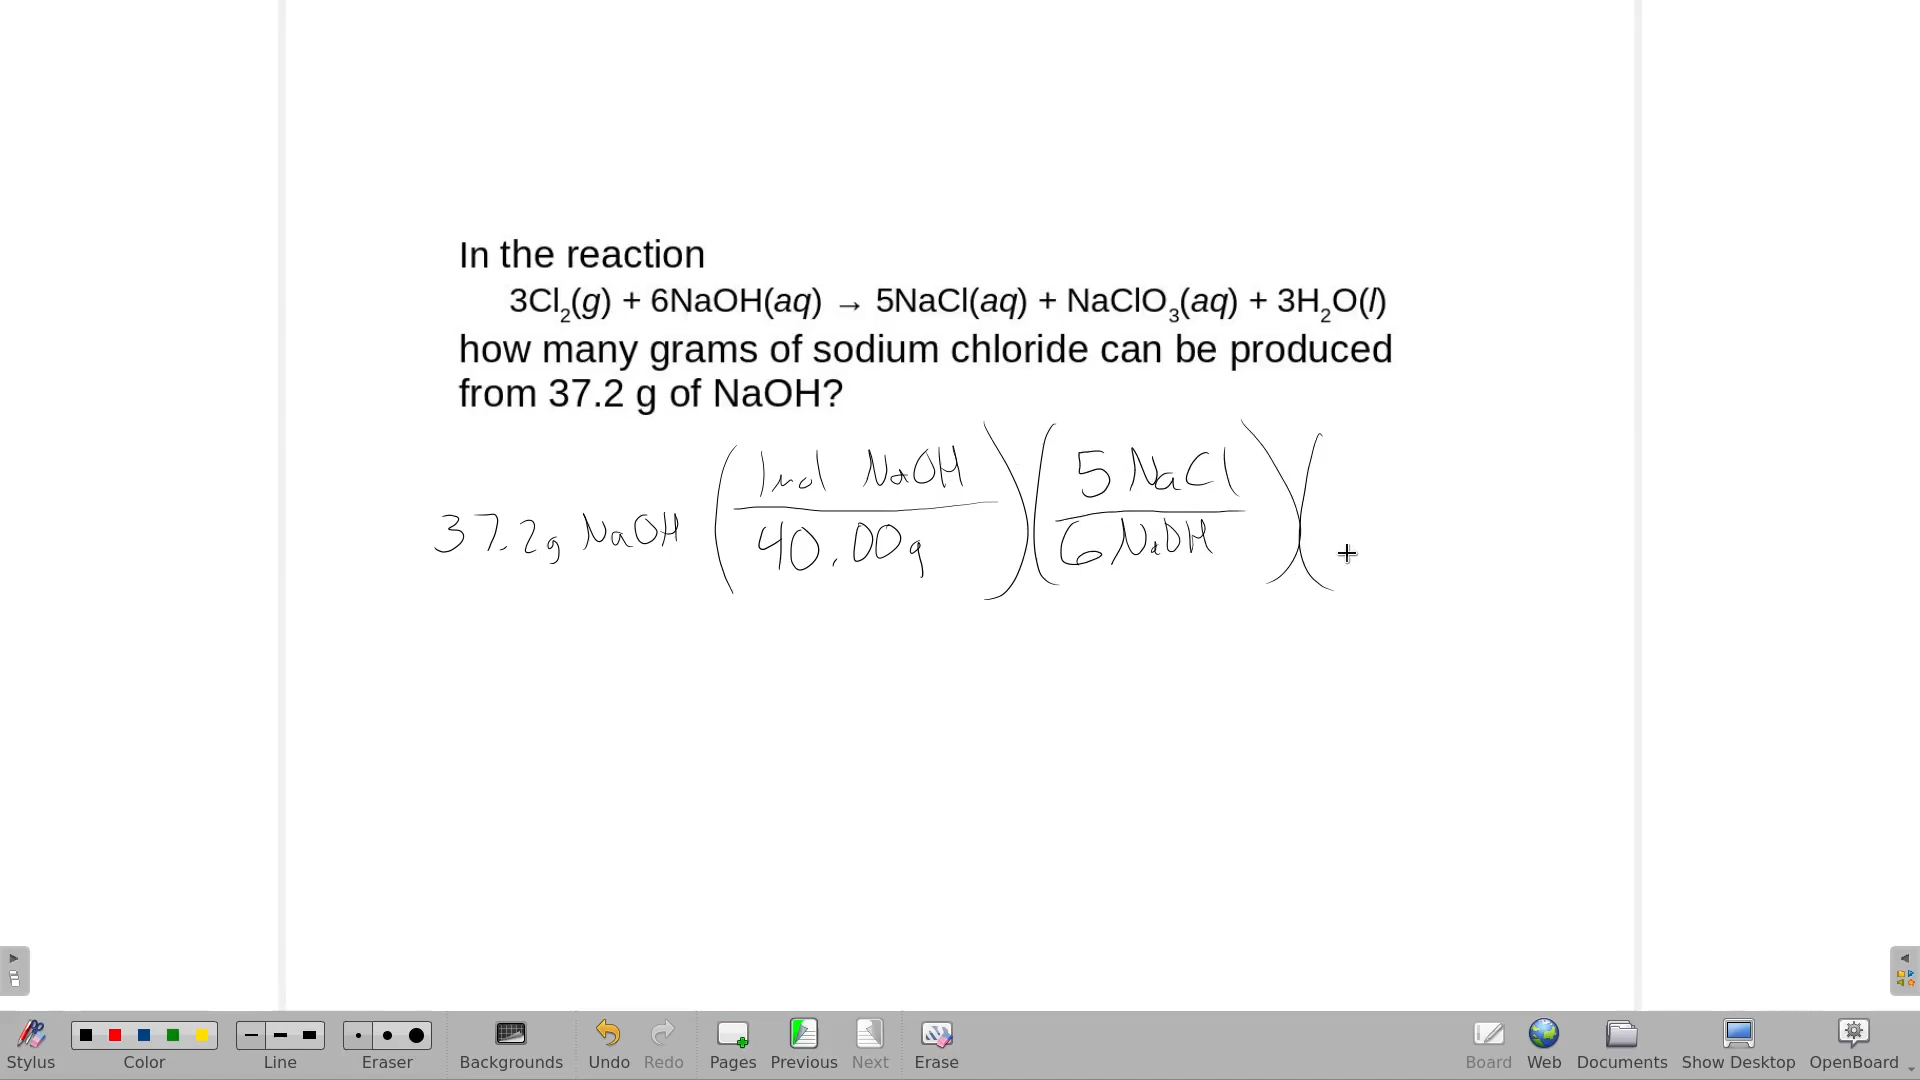 In the reaction
3Cl₂(g) + 6NaOH(aq) → 5NaCl(aq) + NaClO₃(aq) + 3H₂O(l)
how many grams of sodium chloride can be produced
from 37.2 g of NaOH?
37.2g NaOH (1mol NaOH / 40.00g)(5 NaCl / 6 NaOH)(
Stylus Color Line Eraser Backgrounds Undo Redo Pages Previous Next Erase Board Web Documents Show Desktop OpenBoard